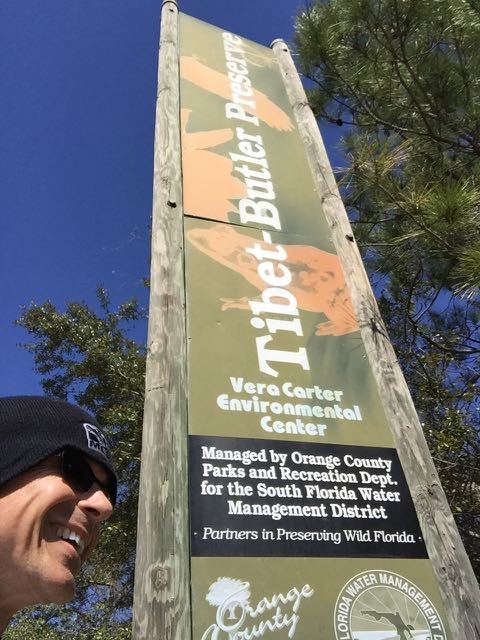 Tibet-Butler Preserve
Vera Carter
Environmental
Center
Managed by Orange County
Parks and Recreation Dept.
for the South Florida Water
Management District
· Partners in Preserving Wild Florida ·
Orange
County
FLORIDA WATER MANAGEMENT